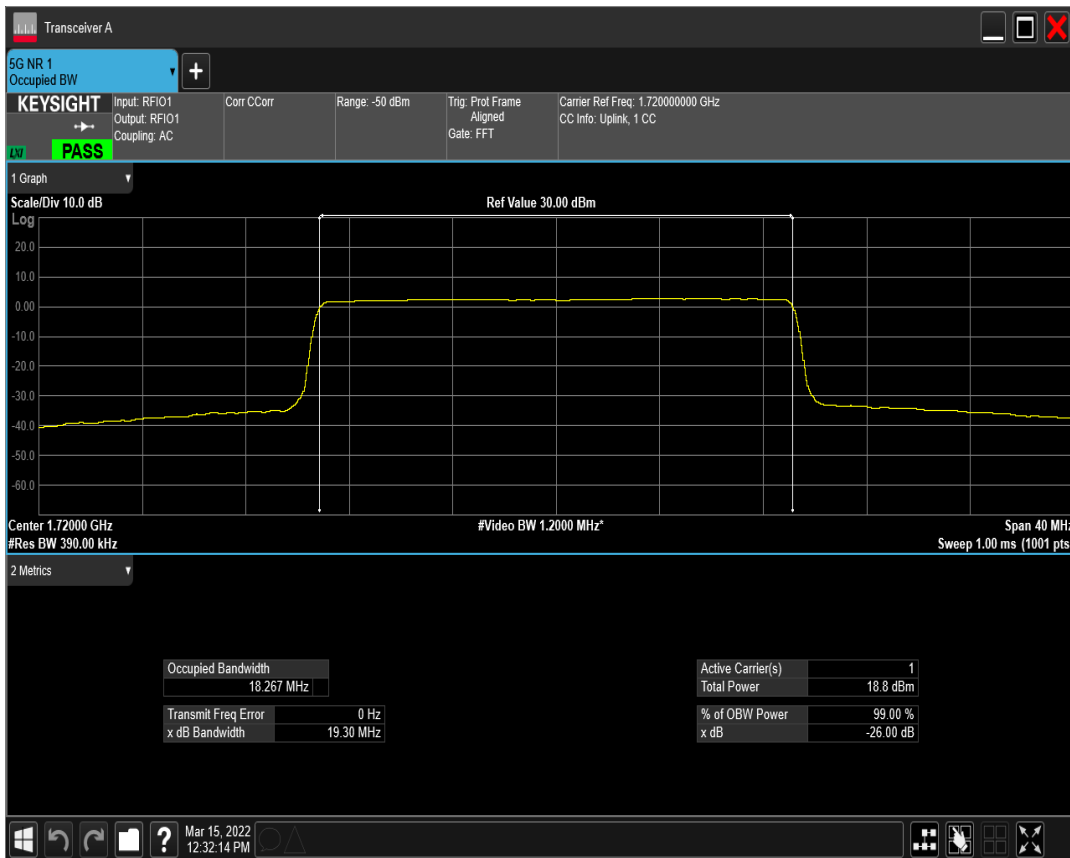 Transceiver A
5G NR 1
Occupied BW
KEYSIGHT
LXI
PASS
Input: RFIO1
Output: RFIO1
Coupling: AC
Corr CCorr
Range: -50 dBm
Trig: Prot Frame
Aligned
Gate: FFT
Carrier Ref Freq: 1.720000000 GHz
CC Info: Uplink, 1 CC
1 Graph
Scale/Div 10.0 dB
Ref Value 30.00 dBm
Log
20.0
10.0
0.00
-10.0
-20.0
-30.0
-40.0
-50.0
-60.0
Center 1.72000 GHz
#Video BW 1.2000 MHz*
Span 40 MHz
#Res BW 390.00 kHz
Sweep 1.00 ms (1001 pts
2 Metrics
Occupied Bandwidth
18.267 MHz
Transmit Freq Error 0 Hz
x dB Bandwidth 19.30 MHz
Active Carrier(s) 1
Total Power 18.8 dBm
% of OBW Power 99.00 %
x dB -26.00 dB
?
Mar 15, 2022
12:32:14 PM